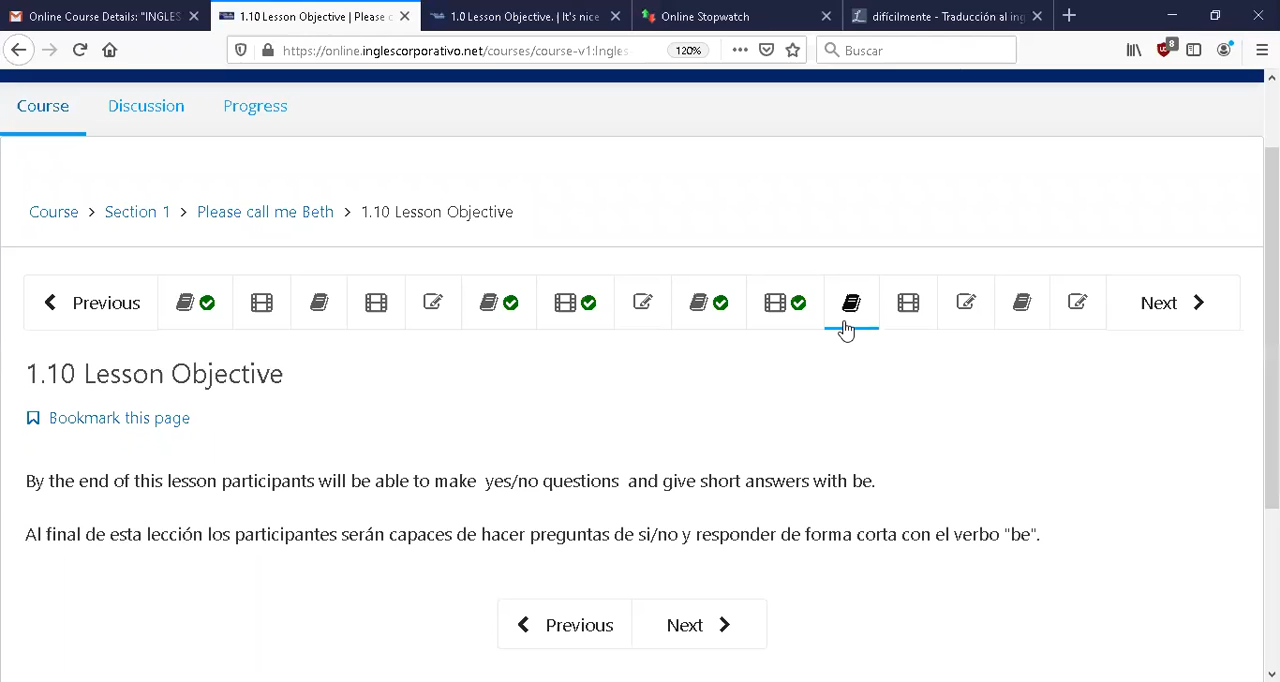 Online Course Details: "INGLES
1.10 Lesson Objective | Please c
1.0 Lesson Objective. | It's nice
Online Stopwatch
difícilmente - Traducción al ing
https://online.inglescorporativo.net/courses/course-v1:Ingles
120%
Buscar
8
Course
Discussion
Progress
Course > Section 1 > Please call me Beth > 1.10 Lesson Objective
Previous
Next
1.10 Lesson Objective
Bookmark this page
By the end of this lesson participants will be able to make yes/no questions and give short answers with be.
Al final de esta lección los participantes serán capaces de hacer preguntas de si/no y responder de forma corta con el verbo "be".
Previous
Next